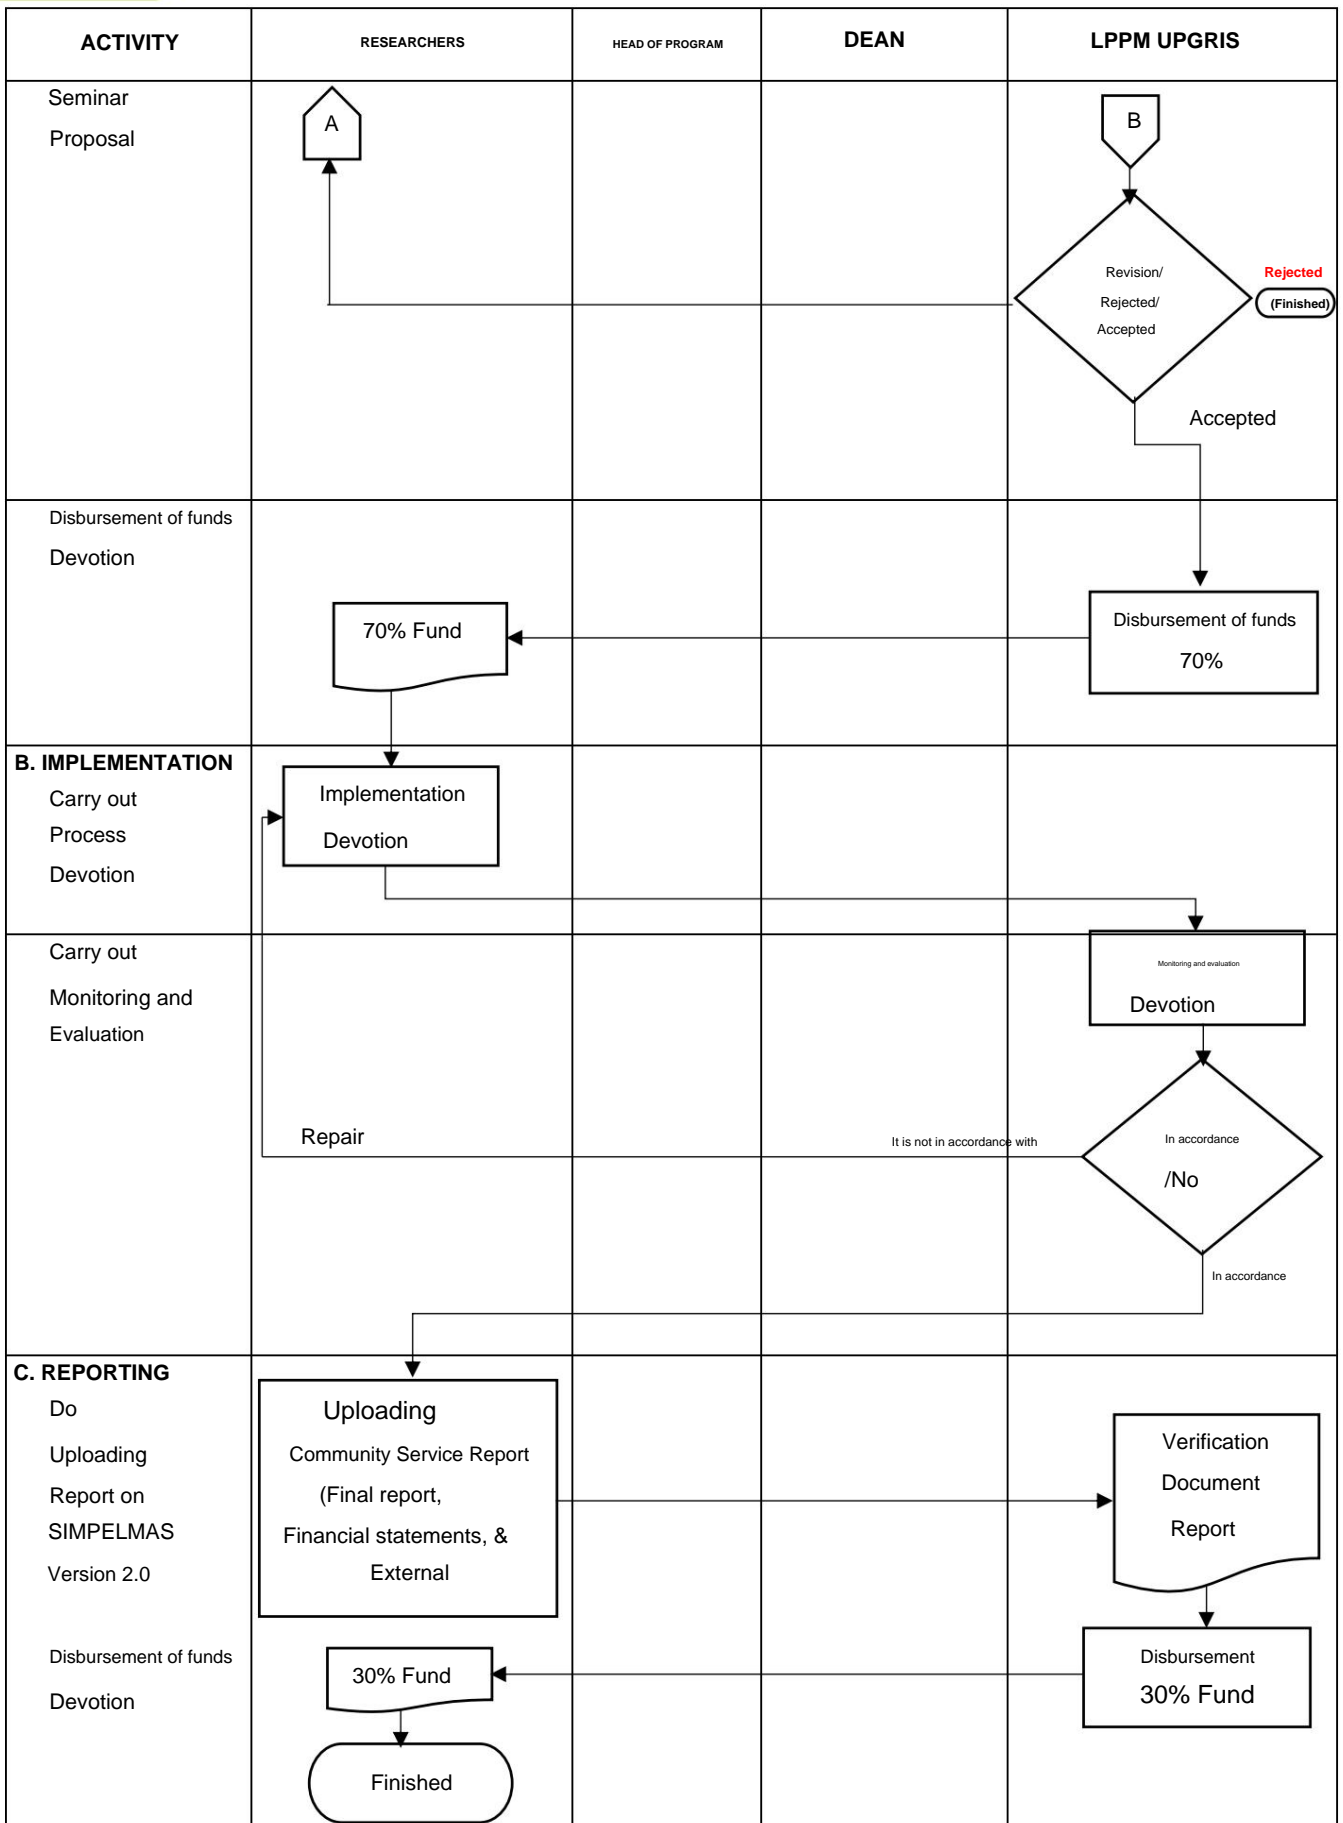 ACTIVITY
RESEARCHERS
HEAD OF PROGRAM
DEAN
LPPM UPGRIS
Seminar
Proposal
A
B
Revision/
Rejected/
Accepted
Rejected
(Finished)
Accepted
Disbursement of funds
Devotion
70% Fund
Disbursement of funds
70%
B. IMPLEMENTATION
Carry out
Process
Devotion
Implementation
Devotion
Carry out
Monitoring and
Evaluation
Monitoring and evaluation
Devotion
Repair
It is not in accordance with
In accordance
/No
In accordance
C. REPORTING
Do
Uploading
Report on
SIMPELMAS
Version 2.0
Uploading
Community Service Report
(Final report,
Financial statements, &
External
Verification
Document
Report
Disbursement of funds
Devotion
30% Fund
Disbursement
30% Fund
Finished